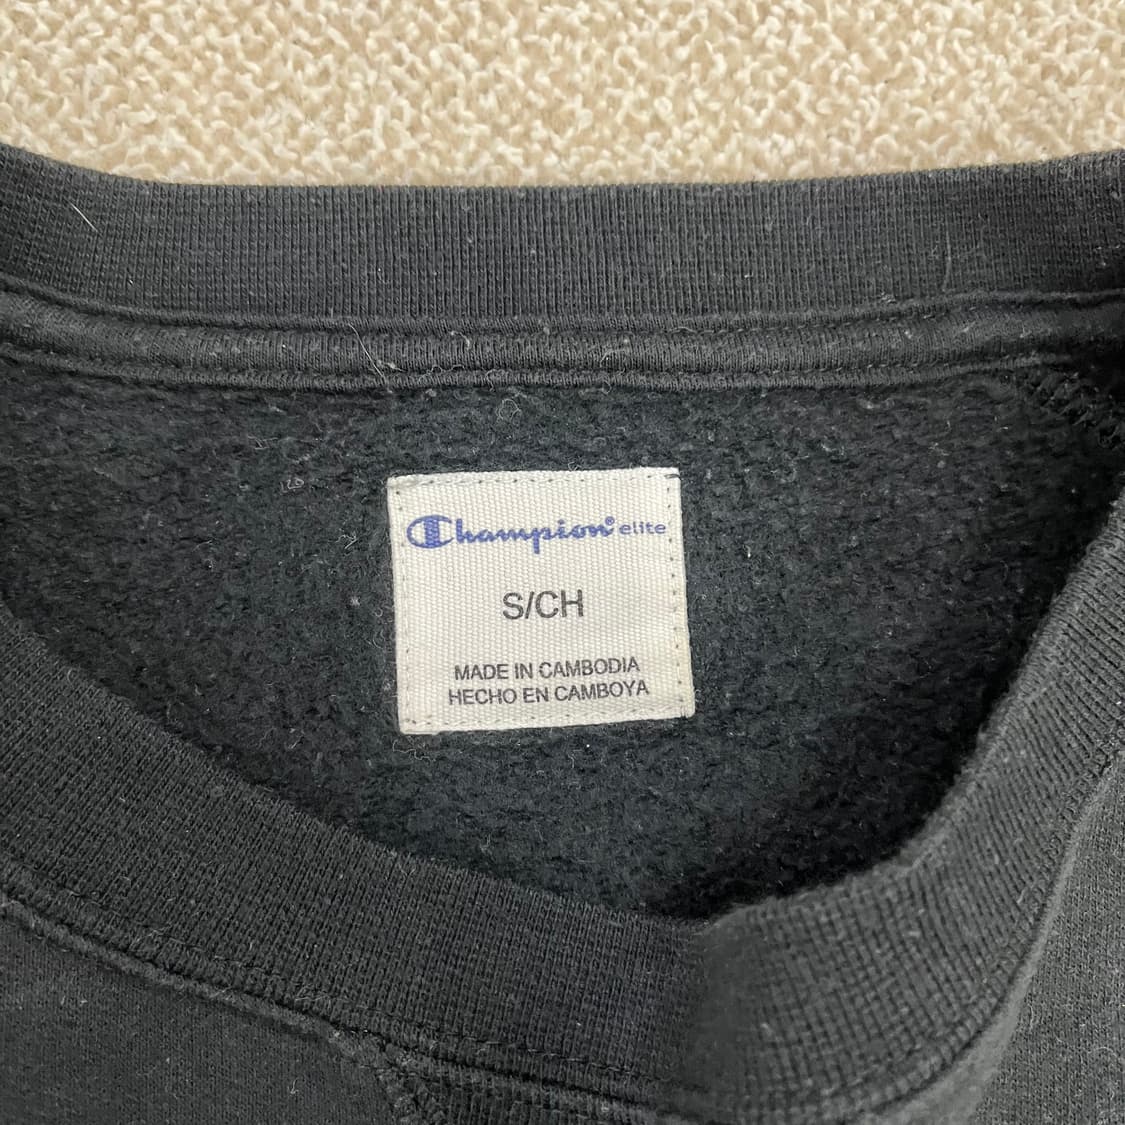 Champion® elite
S/CH
MADE IN CAMBODIA
HECHO EN CAMBOYA